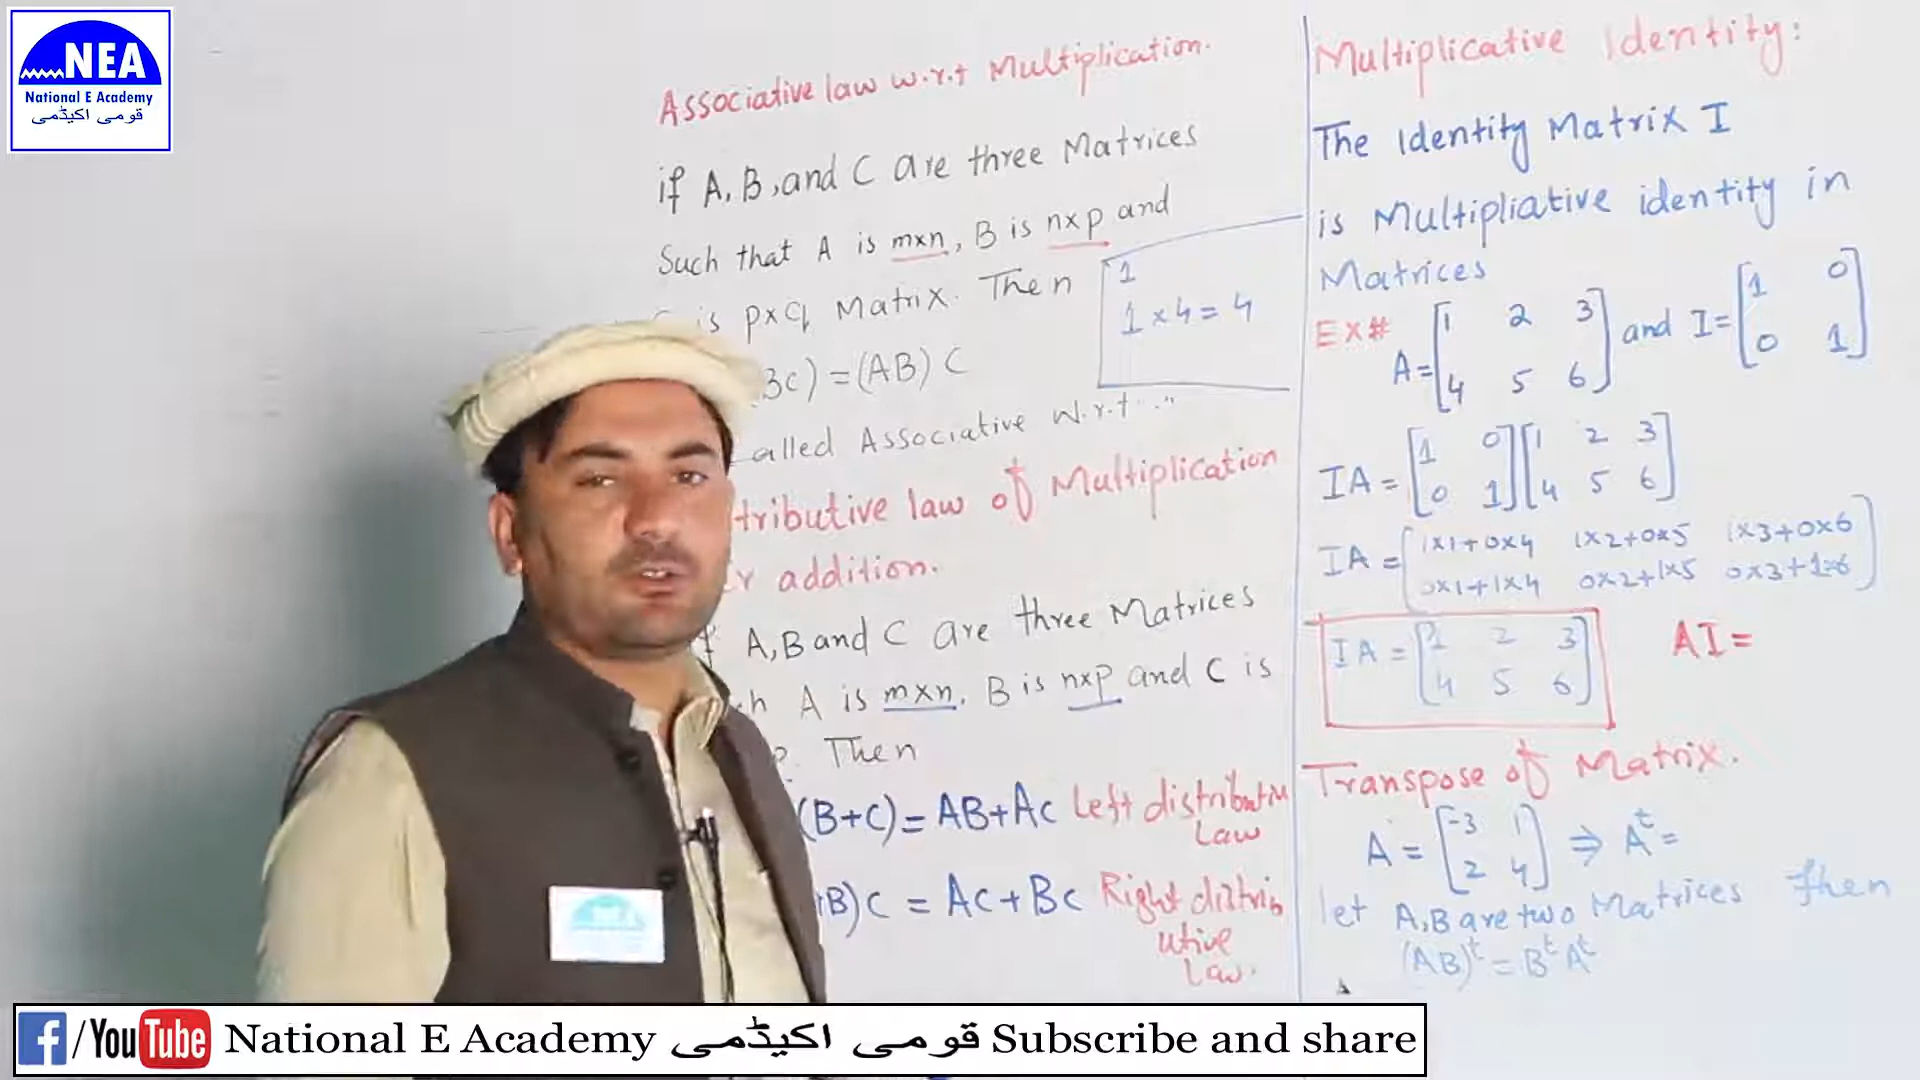 NEA
National E Academy
قومی اکیڈمی
Associative law w.r.t Multiplication.
if A, B, and C are three Matrices
Such that A is mxn, B is nxp and
is pxq Matrix. Then
BC) = (AB) C
alled Associative w.r.t ..."
tributive law of Multiplication
r addition.
f A, B and C are three Matrices
h A is mxn, B is nxp and C is
p. Then
(B+C) = AB+AC Left distributive
Law
+B)C = AC+BC Right distrib
utive
Law.
1
1 x 4 = 4
Multiplicative Identity:
The Identity Matrix I
is Multipliative identity in
Matrices
EX# A = [1 2 3
4 5 6] and I = [1 0
0 1]
IA = [1 0
0 1] [1 2 3
4 5 6]
IA = [1x1+0x4 1x2+0x5 1x3+0x6
0x1+1x4 0x2+1x5 0x3+1x6]
IA = [1 2 3
4 5 6] AI =
Transpose of Matrix.
A = [-3 1
2 4] ⇒ A^t =
let A, B are two Matrices then
(AB)^t = B^t A^t
NEA
f/YouTube National E Academy قومی اکیڈمی Subscribe and share